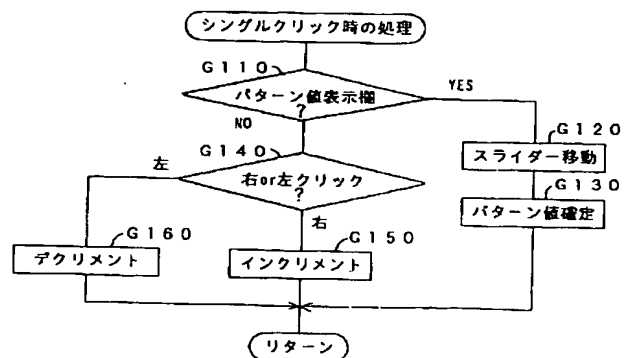 シングルクリック時の処理
G110
パターン値表示欄
?
YES
NO
G120
スライダー移動
G140
右or左クリック
?
左
G130
パターン値確定
右
G160
デクリメント
G150
インクリメント
リターン